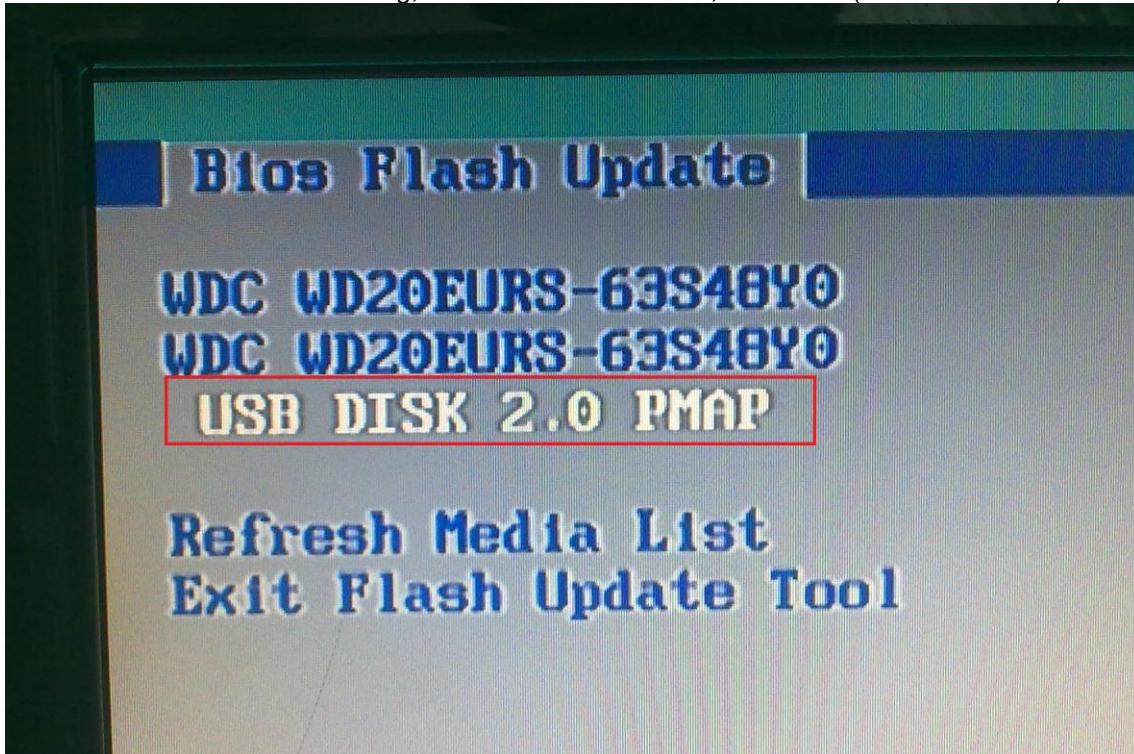 Bios Flash Update
WDC WD20EURS-63S48Y0
WDC WD20EURS-63S48Y0
USB DISK 2.0 PMAP
Refresh Media List
Exit Flash Update Tool